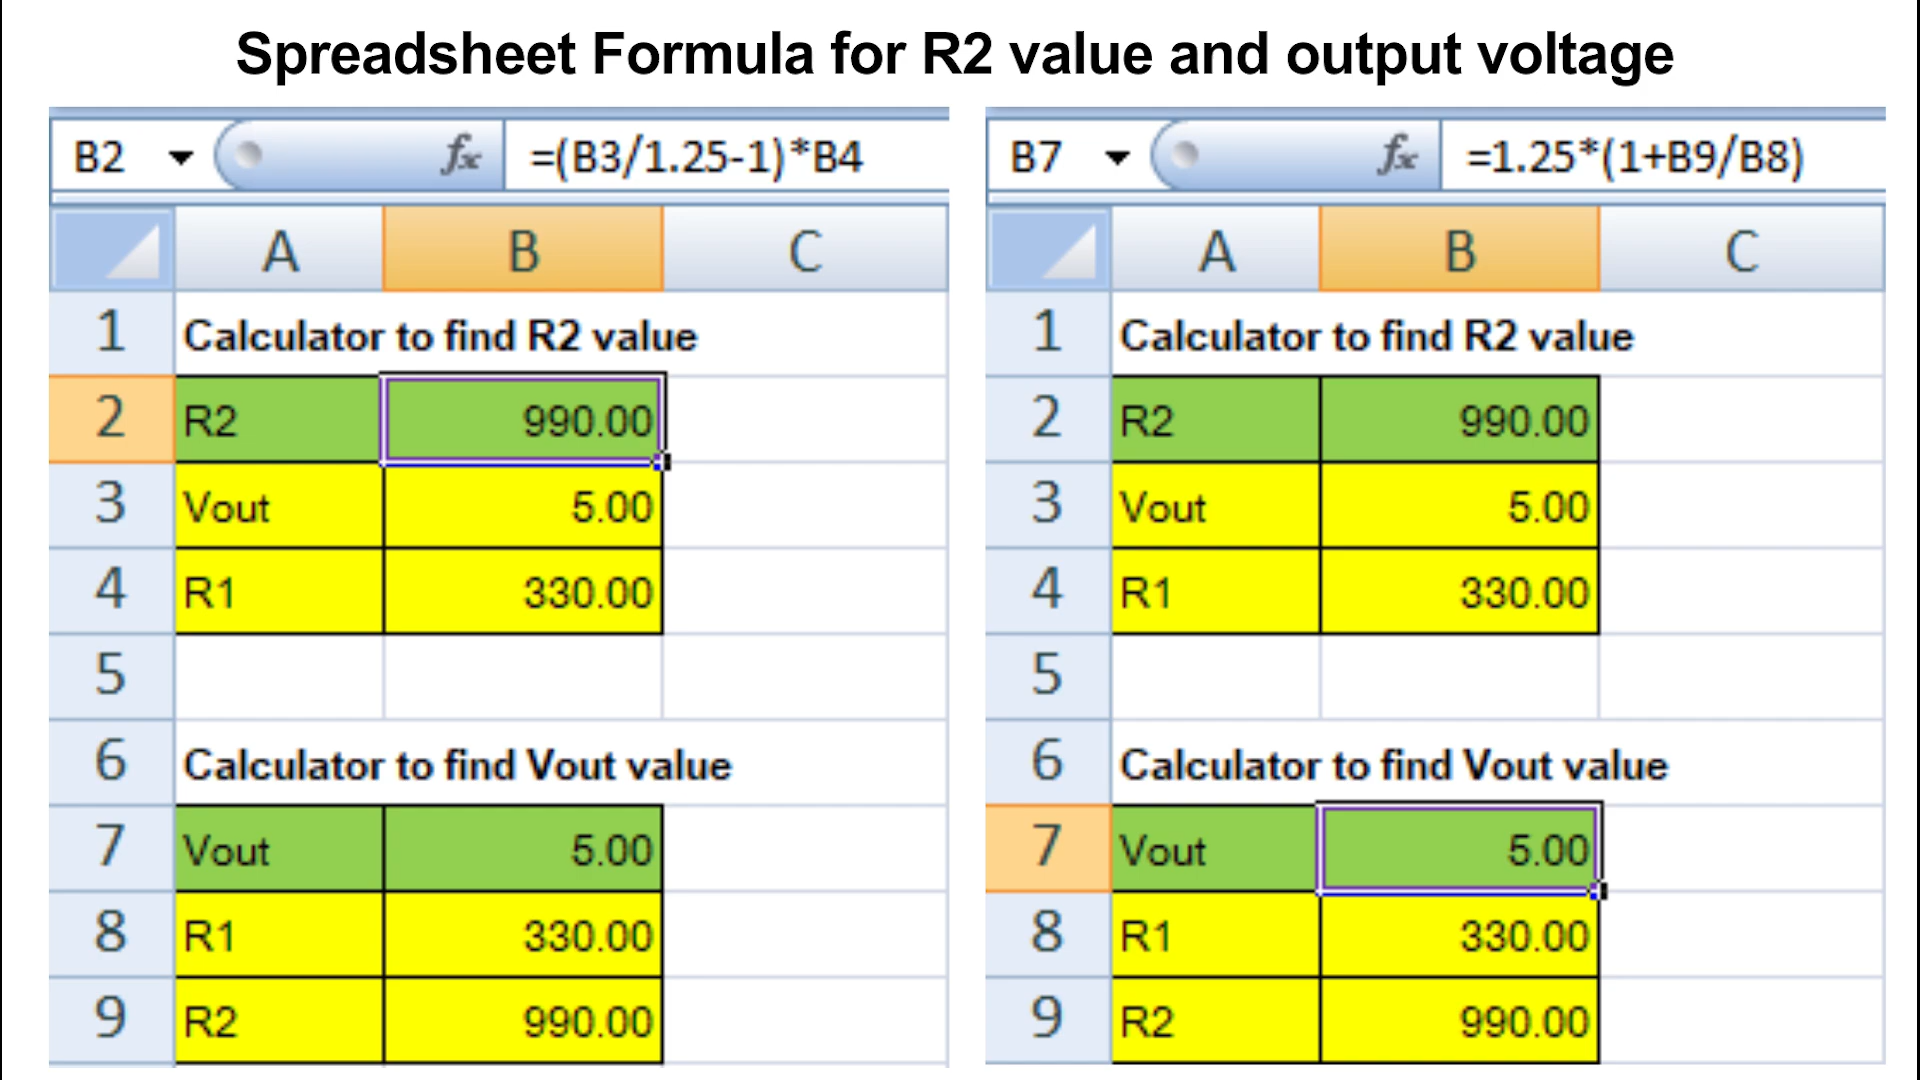 Spreadsheet Formula for R2 value and output voltage
B2 fx =(B3/1.25-1)*B4
A B C
1 Calculator to find R2 value
2 R2 990.00
3 Vout 5.00
4 R1 330.00
5
6 Calculator to find Vout value
7 Vout 5.00
8 R1 330.00
9 R2 990.00
B7 fx =1.25*(1+B9/B8)
A B C
1 Calculator to find R2 value
2 R2 990.00
3 Vout 5.00
4 R1 330.00
5
6 Calculator to find Vout value
7 Vout 5.00
8 R1 330.00
9 R2 990.00